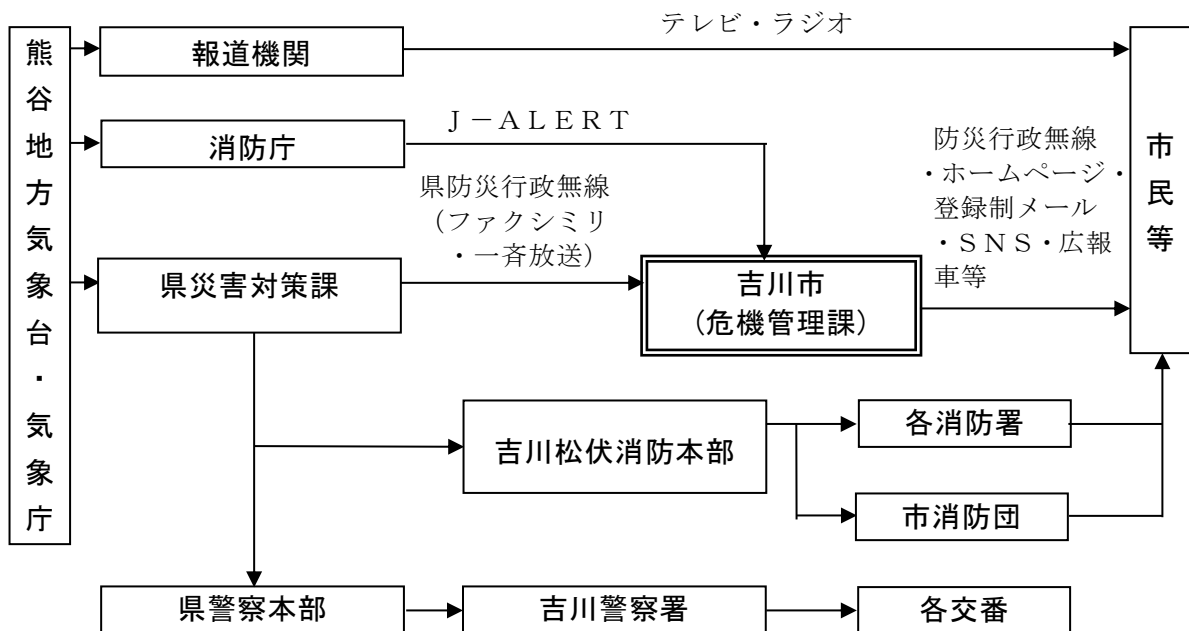 熊谷地方気象台・気象庁
報道機関
テレビ・ラジオ
消防庁
J－ALERT
県災害対策課
県防災行政無線
(ファクシミリ
・一斉放送)
吉川市
(危機管理課)
防災行政無線
・ホームページ・
登録制メール
・SNS・広報
車等
市民等
吉川松伏消防本部
各消防署
市消防団
県警察本部
吉川警察署
各交番